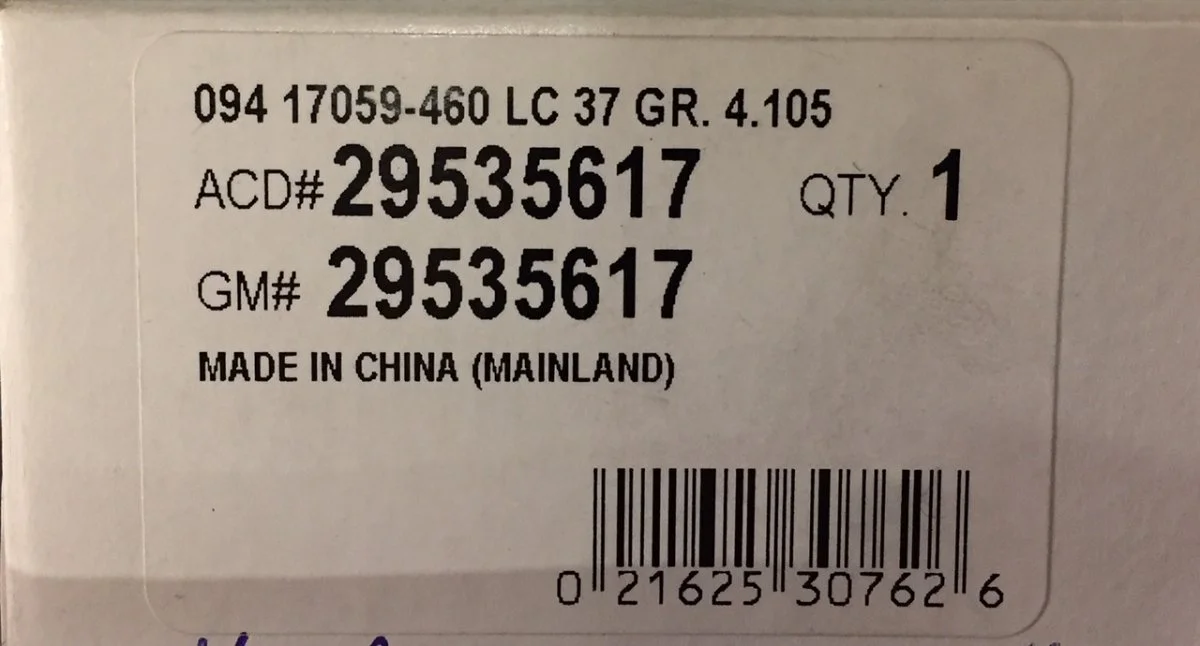 094 17059-460 LC 37 GR. 4.105
ACD# 29535617 QTY. 1
GM# 29535617
MADE IN CHINA (MAINLAND)
0 21625 30762 6